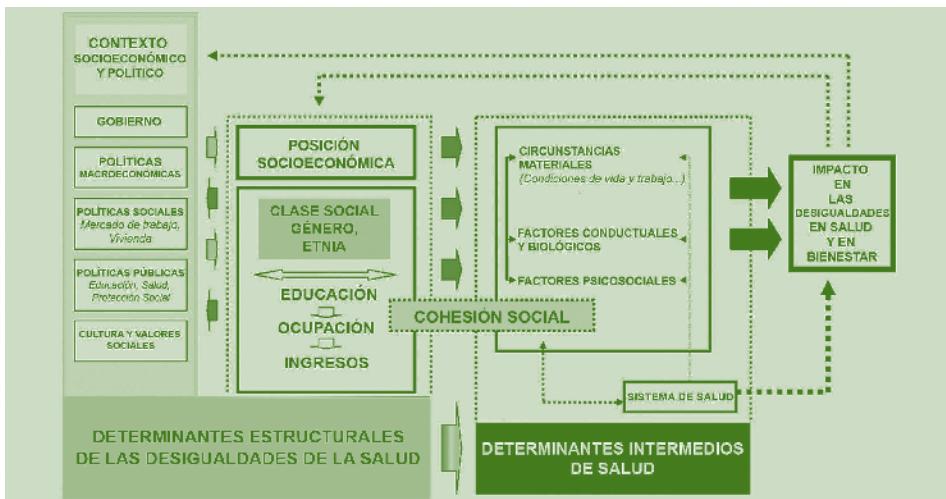 CONTEXTO
SOCIOECONÓMICO
Y POLÍTICO
GOBIERNO
POLÍTICAS
MACROECONÓMICAS
POLÍTICAS SOCIALES
Mercado de trabajo,
Vivienda
POLÍTICAS PÚBLICAS
Educación, Salud,
Protección Social
CULTURA Y VALORES
SOCIALES
POSICIÓN
SOCIOECONÓMICA
CLASE SOCIAL
GÉNERO,
ETNIA
EDUCACIÓN
OCUPACIÓN
INGRESOS
COHESIÓN SOCIAL
CIRCUSTANCIAS
MATERIALES
(Condiciones de vida y trabajo...)
FACTORES CONDUCTUALES
Y BIOLÓGICOS
FACTORES PSICOSOCIALES
SISTEMA DE SALUD
IMPACTO
EN
LAS
DESIGUALDADES
EN SALUD
Y EN
BIENESTAR
DETERMINANTES ESTRUCTURALES
DE LAS DESIGUALDADES DE LA SALUD
DETERMINANTES INTERMEDIOS
DE SALUD